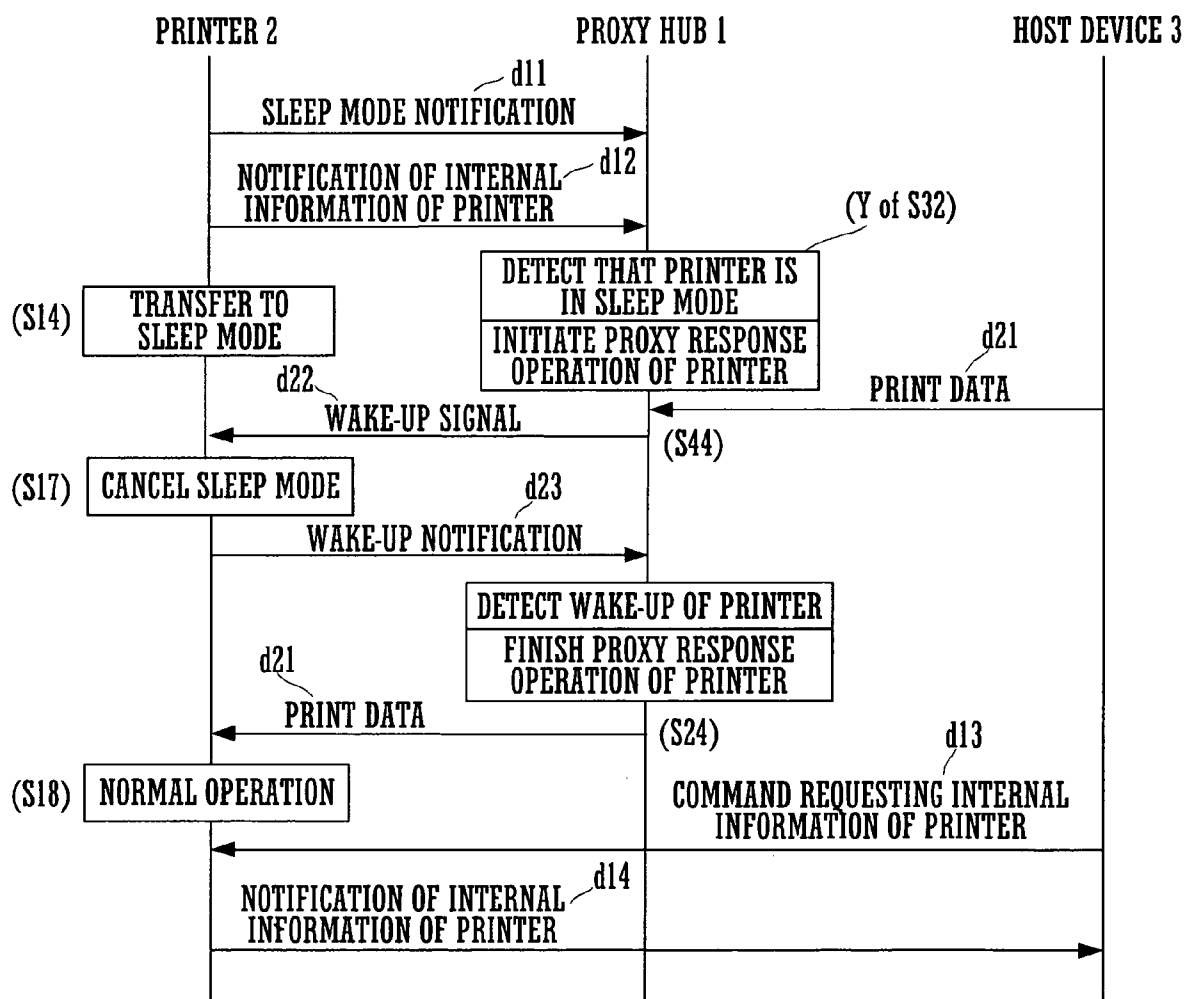 PRINTER 2
PROXY HUB 1
HOST DEVICE 3
d11
SLEEP MODE NOTIFICATION
d12
NOTIFICATION OF INTERNAL
INFORMATION OF PRINTER
(Y of S32)
DETECT THAT PRINTER IS
IN SLEEP MODE
(S14)
TRANSFER TO
SLEEP MODE
INITIATE PROXY RESPONSE
OPERATION OF PRINTER
d21
PRINT DATA
d22
WAKE-UP SIGNAL
(S44)
(S17)
CANCEL SLEEP MODE
d23
WAKE-UP NOTIFICATION
DETECT WAKE-UP OF PRINTER
FINISH PROXY RESPONSE
OPERATION OF PRINTER
d21
PRINT DATA
(S24)
d13
(S18)
NORMAL OPERATION
COMMAND REQUESTING INTERNAL
INFORMATION OF PRINTER
d14
NOTIFICATION OF INTERNAL
INFORMATION OF PRINTER